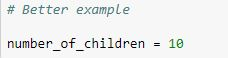 # Better example
number_of_children = 10